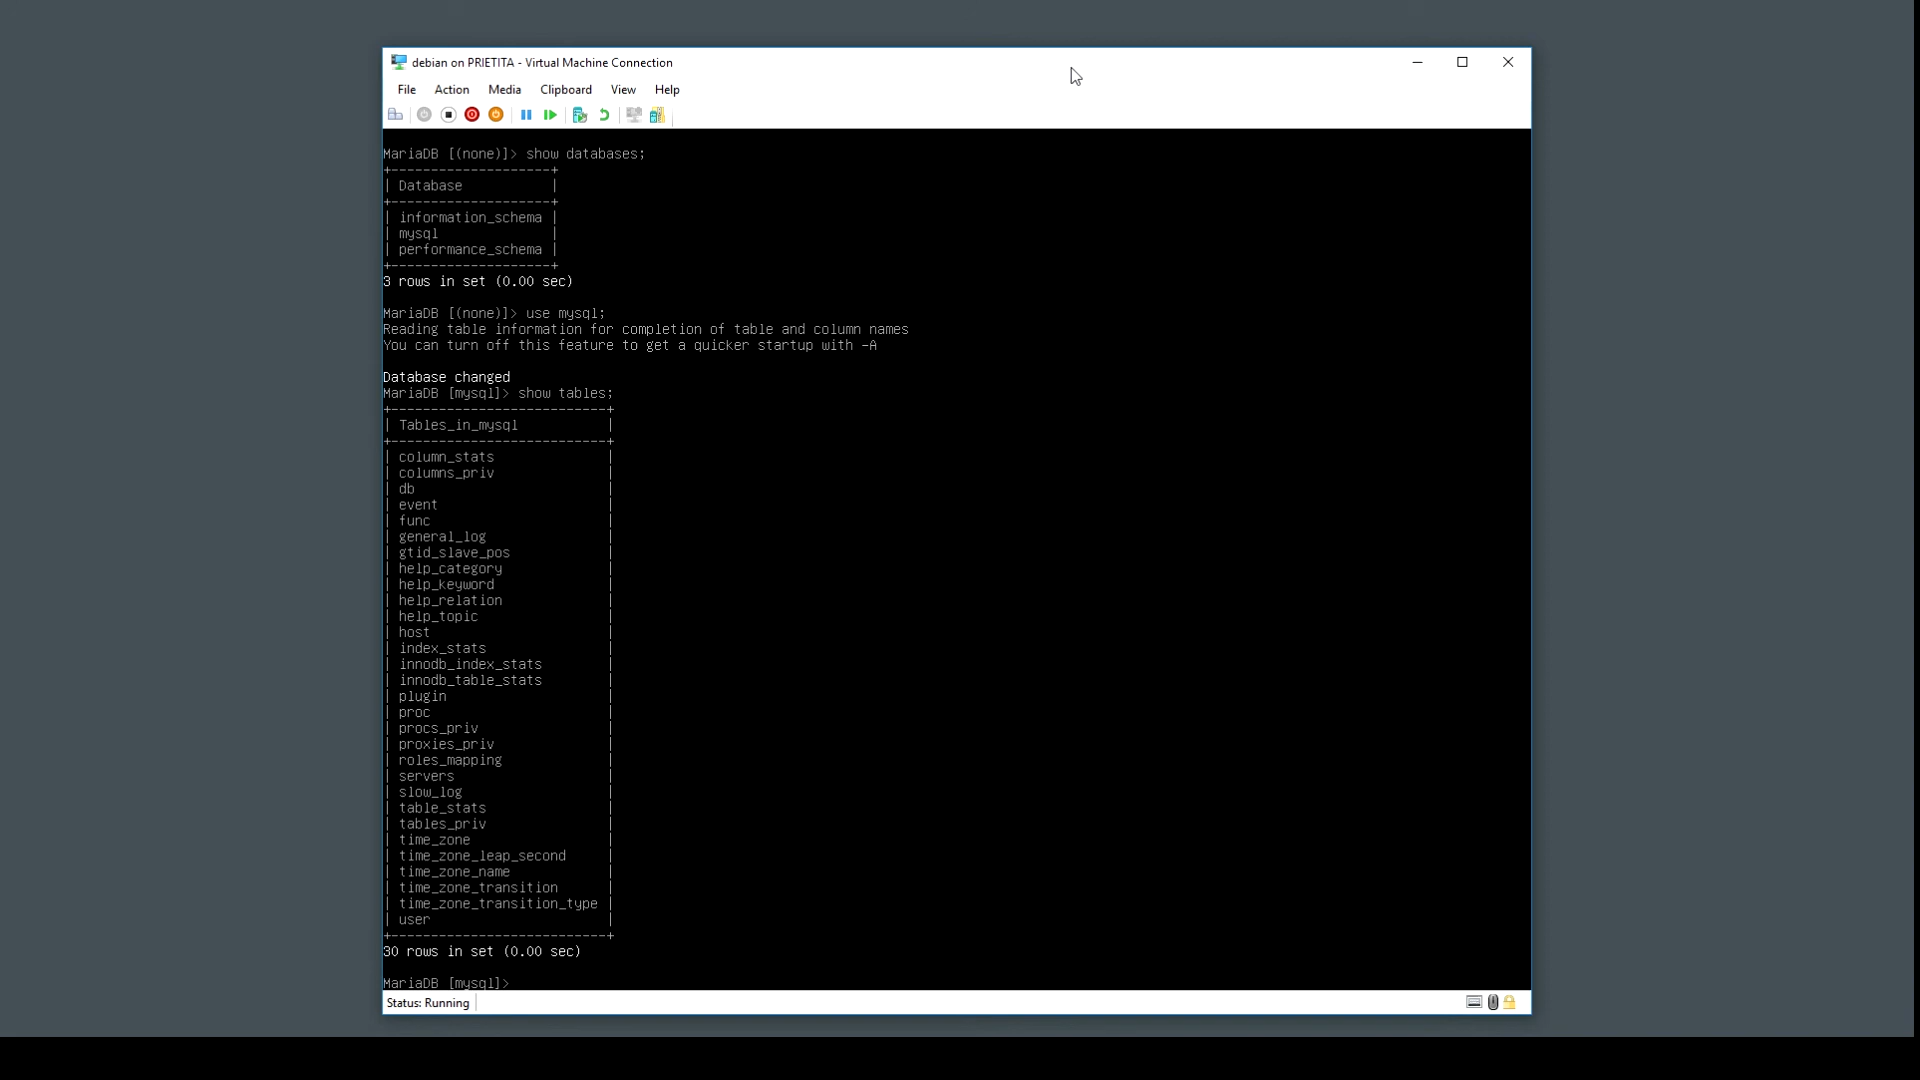 debian on PRIETITA - Virtual Machine Connection
File Action Media Clipboard View Help
MariaDB [(none)]> show databases;
+--------------------+
| Database           |
+--------------------+
| information_schema |
| mysql              |
| performance_schema |
+--------------------+
3 rows in set (0.00 sec)
MariaDB [(none)]> use mysql;
Reading table information for completion of table and column names
You can turn off this feature to get a quicker startup with -A
Database changed
MariaDB [mysql]> show tables;
+---------------------------+
| Tables_in_mysql           |
+---------------------------+
| column_stats              |
| columns_priv              |
| db                        |
| event                     |
| func                      |
| general_log               |
| gtid_slave_pos            |
| help_category             |
| help_keyword              |
| help_relation             |
| help_topic                |
| host                      |
| index_stats               |
| innodb_index_stats        |
| innodb_table_stats        |
| plugin                    |
| proc                      |
| procs_priv                |
| proxies_priv              |
| roles_mapping             |
| servers                   |
| slow_log                  |
| table_stats               |
| tables_priv               |
| time_zone                 |
| time_zone_leap_second     |
| time_zone_name            |
| time_zone_transition      |
| time_zone_transition_type |
| user                      |
+---------------------------+
30 rows in set (0.00 sec)
MariaDB [mysql]>
Status: Running